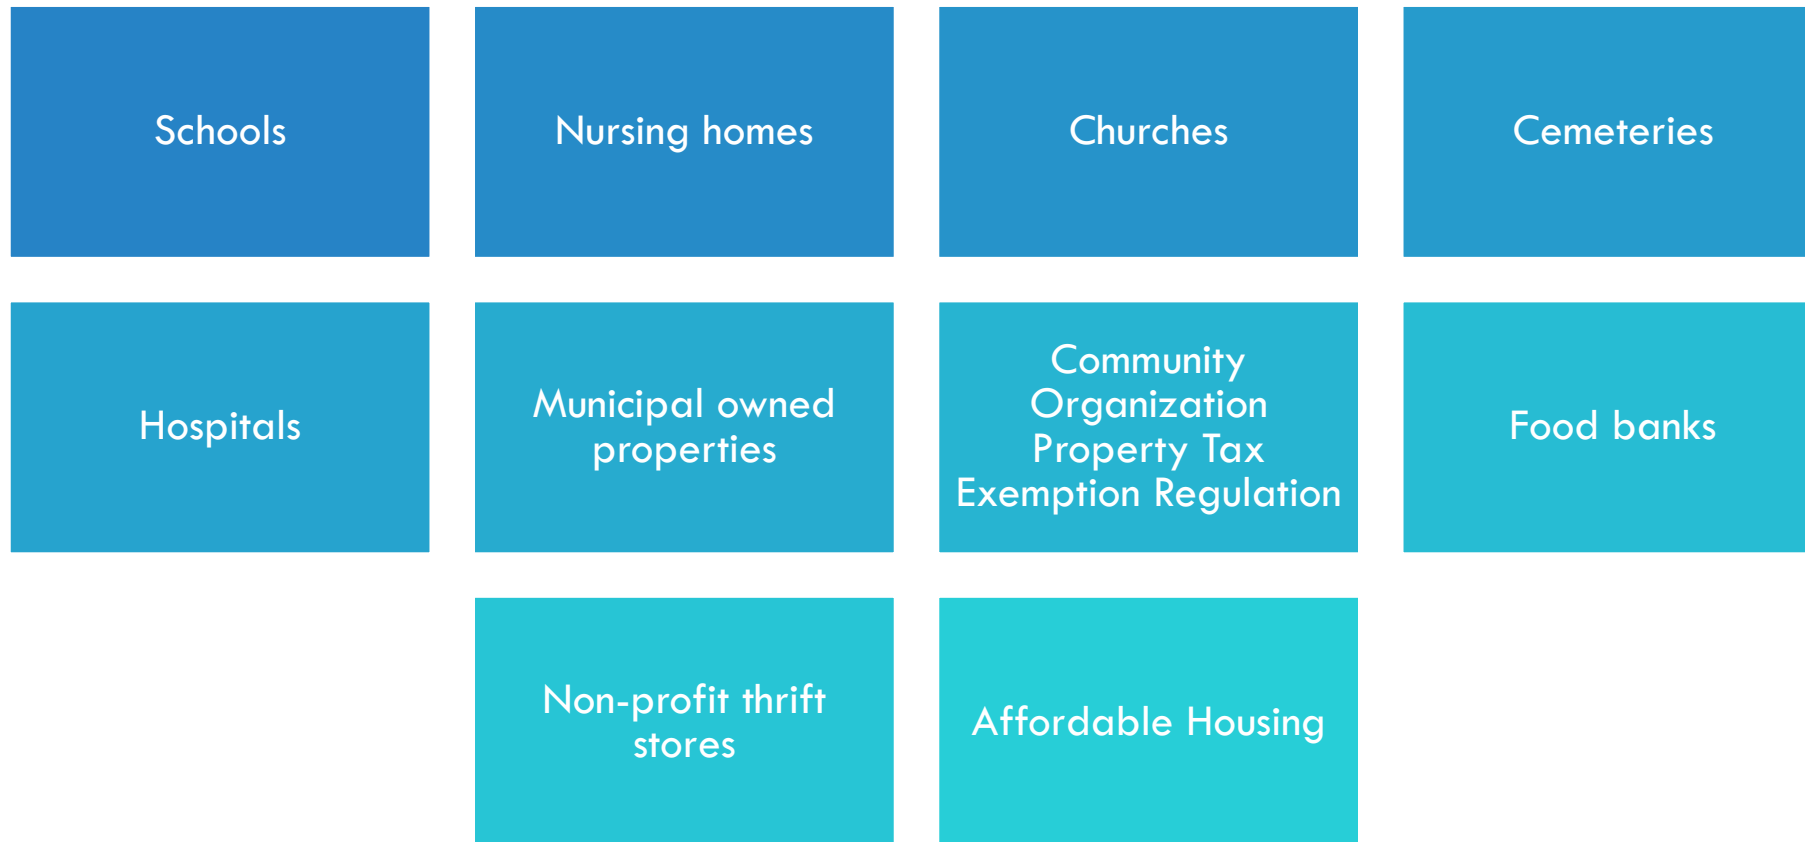 Schools
Nursing homes
Churches
Cemeteries
Hospitals
Municipal owned
properties
Community
Organization
Property Tax
Exemption Regulation
Food banks
Non-profit thrift
stores
Affordable Housing